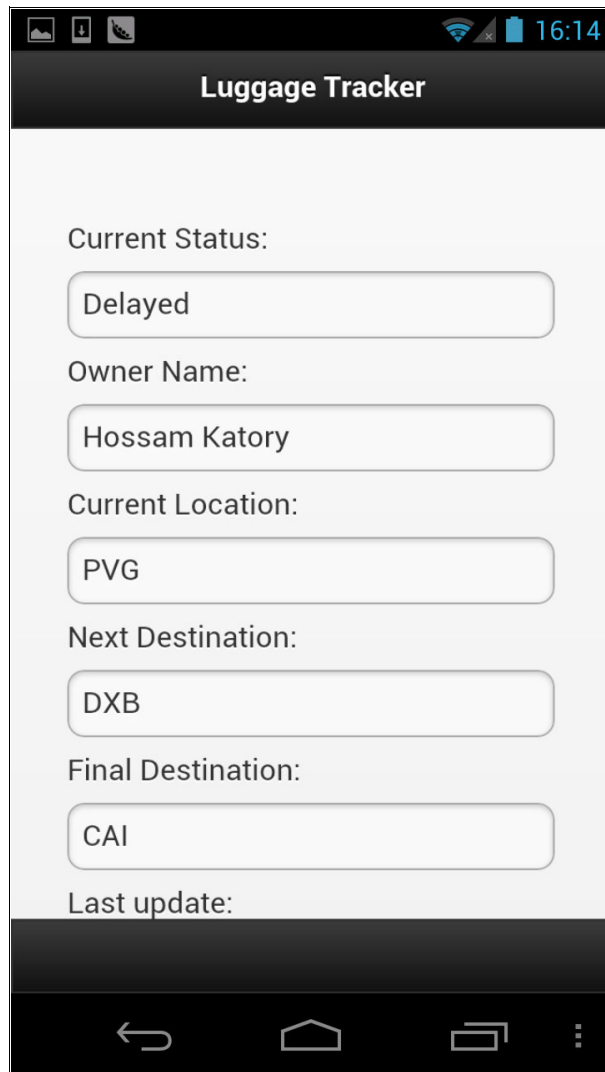 16:14
Luggage Tracker
Current Status:
Delayed
Owner Name:
Hossam Katory
Current Location:
PVG
Next Destination:
DXB
Final Destination:
CAI
Last update: